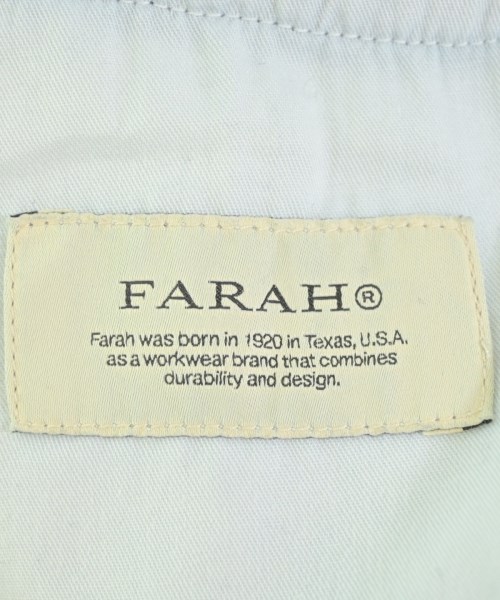 FARAH®
Farah was born in 1920 in Texas, U.S.A.
as a workwear brand that combines
durability and design.